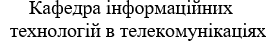 Кафедра інформаційних
технологій в телекомунікаціях